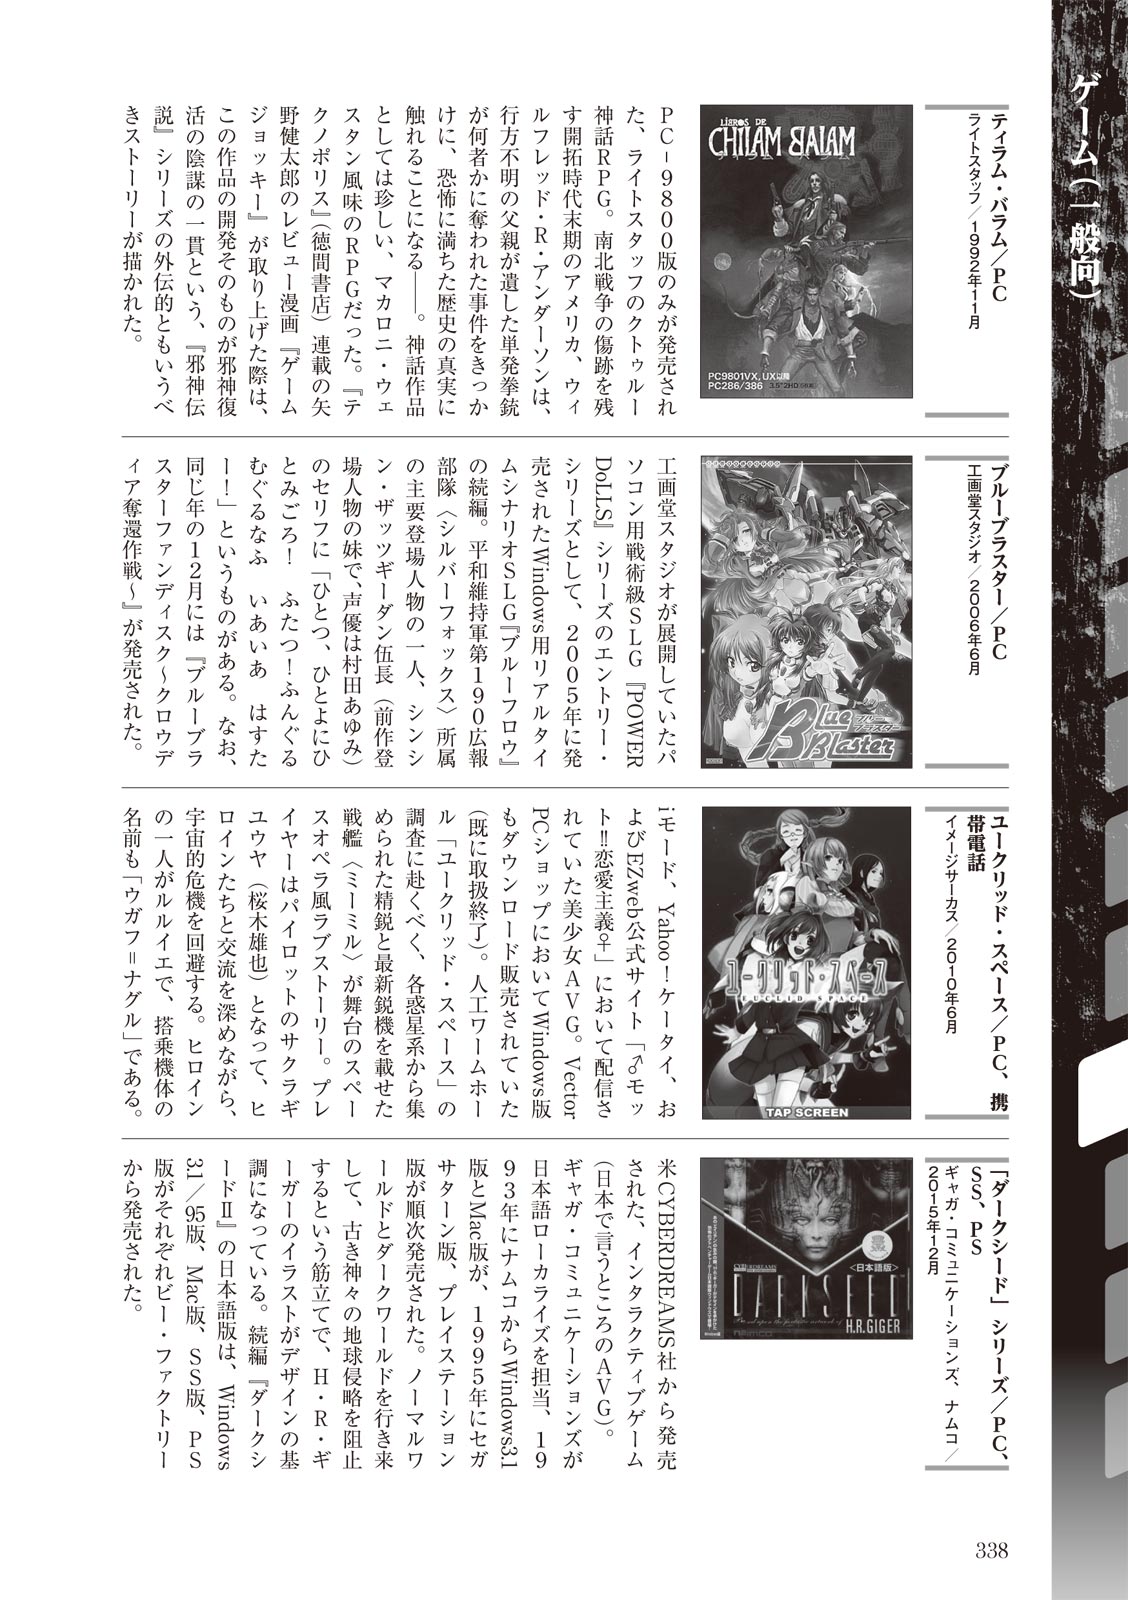 ゲーム(一般向)
ティラム・バラム/PC
ライトスタッフ/1992年11月
LIBROS DE
CHILAM BALAM
PC9801VX, UX以降
PC286/386
PC-9800版のみが発売され
た、ライトスタッフのクトゥルー
神話RPG。南北戦争の傷跡を残
す開拓時代末期のアメリカ、ウィ
ルフレッド・R・アンダーソンは、
行方不明の父親が遺した単発拳銃
が何者かに奪われた事件をきっか
けに、恐怖に満ちた歴史の真実に
触れることになる――。神話作品
としては珍しい、マカロニ・ウェ
スタン風味のRPGだった。『テ
クノポリス』(徳間書店)連載の矢
野健太郎のレビュー漫画『ゲーム
ジョッキー』が取り上げた際は、
この作品の開発そのものが邪神復
活の陰謀の一貫という、『邪神伝
説』シリーズの外伝的ともいうべ
きストーリーが描かれた。
ブルーブラスター/PC
工画堂スタジオ/2006年6月
Blue
ブルー
ブラスター
Blaster
工画堂スタジオが展開していたパ
ソコン用戦術級SLG『POWER
DoLLS』シリーズのエントリー・
シリーズとして、2005年に発
売されたWindows用リアルタイ
ムシナリオSLG『ブルーフロウ』
の続編。平和維持軍第190広報
部隊〈シルバーフォックス〉所属
の主要登場人物の一人、シンシ
ン・ザッツギーダン伍長(前作登
場人物の妹で、声優は村田あゆみ)
のセリフに「ひとつ、ひとよにひ
とみごろ! ふたつ!ふんぐる
むぐるなふ いあいあ はすた
ー!」というものがある。なお、
同じ年の12月には『ブルーブラ
スターファンディスク～クロウデ
ィア奪還作戦～』が発売された。
ユークリッド・スペース/PC、携
帯電話
イメージサーカス/2010年6月
ユークリッド・スペース
EUCLID SPACE
TAP SCREEN
iモード、Yahoo!ケータイ、お
よびEZweb公式サイト「♂モッ
ト!!恋愛主義♀」において配信さ
れていた美少女AVG。Vector
PCショップにおいてWindows版
もダウンロード販売されていた
(既に取扱終了)。人工ワームホー
ル「ユークリッド・スペース」の
調査に赴くべく、各惑星系から集
められた精鋭と最新鋭機を載せた
戦艦〈ミーミル〉が舞台のスペー
スオペラ風ラブストーリー。プレ
イヤーはパイロットのサクラギ
ユウヤ(桜木雄也)となって、ヒ
ロインたちと交流を深めながら、
宇宙的危機を回避する。ヒロイン
の一人がルルイエで、搭乗機体の
名前も「ウガフ=ナグル」である。
「ダークシード」シリーズ/PC、
SS、PS
ギャガ・コミュニケーションズ、ナムコ/
2015年12月
<日本語版>
CYBERDREAMS
DARKSEED
H.R.GIGER
namco
米CYBERDREAMS社から発売
された、インタラクティブゲーム
(日本で言うところのAVG)。
ギャガ・コミュニケーションズが
日本語ローカライズを担当、19
93年にナムコからWindows3.1
版とMac版が、1995年にセガ
サターン版、プレイステーション
版が順次発売された。ノーマルワ
ールドとダークワールドを行き来
して、古き神々の地球侵略を阻止
するという筋立てで、H・R・ギ
ーガーのイラストがデザインの基
調になっている。続編『ダークシ
ードⅡ』の日本語版は、Windows
3.1/95版、Mac版、SS版、PS
版がそれぞれビー・ファクトリー
から発売された。
338